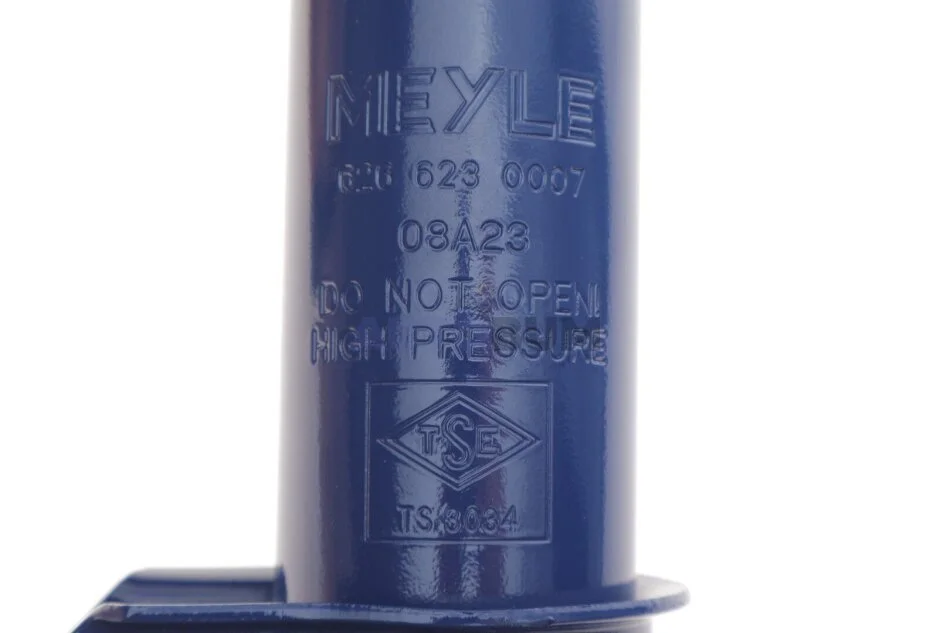 MEYLE
626 623 0007
08A23
DO NOT OPEN!
HIGH PRESSURE
TSE
TS 3034